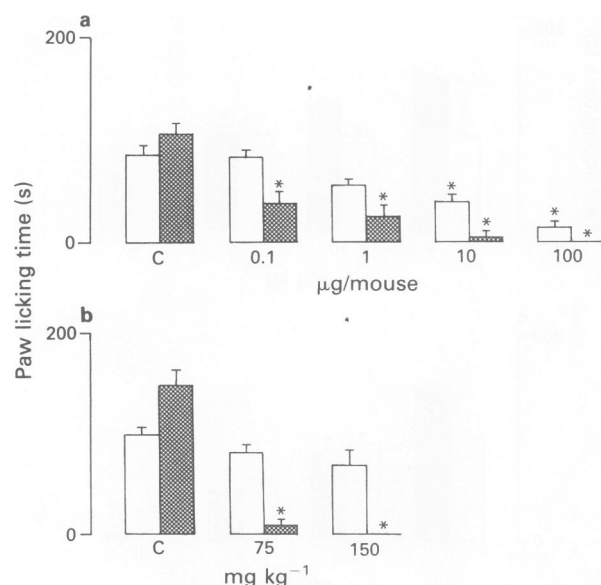 a
200
Paw licking time (s)
0
* * * * * *
C 0.1 1 10 100
μg/mouse
b
200
0
* *
C 75 150
mg kg⁻¹